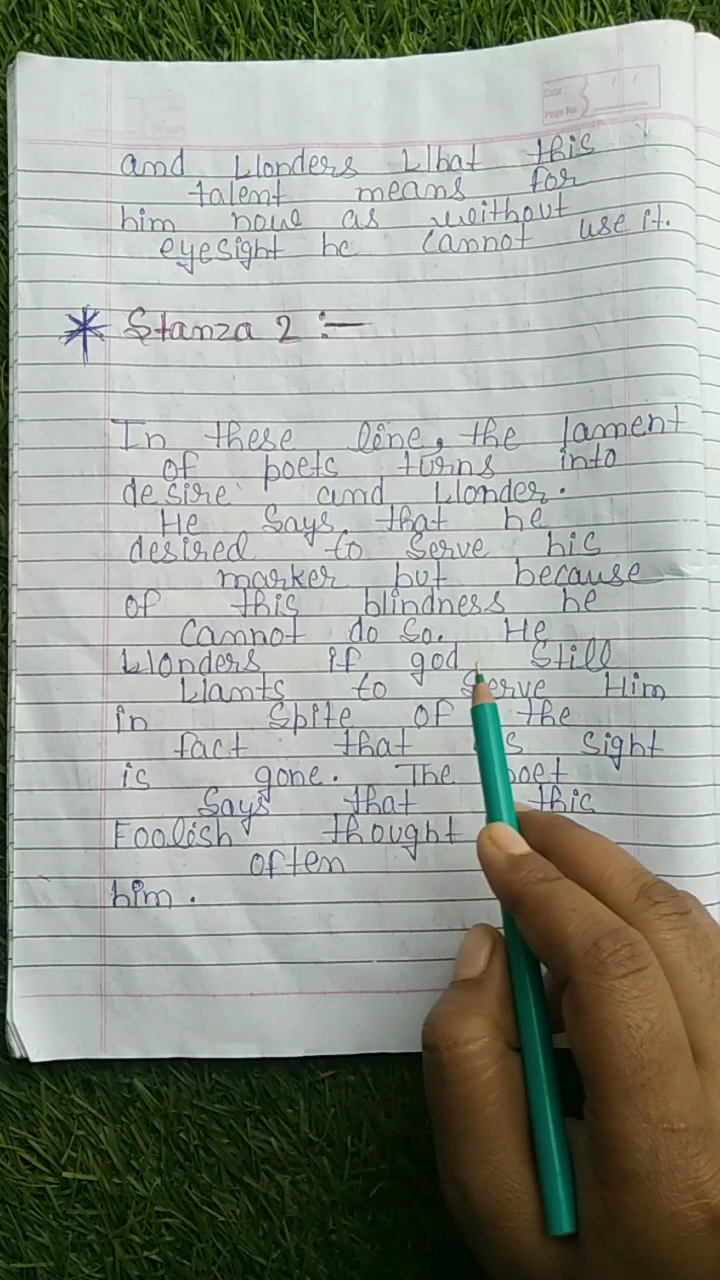 and wonders what this
talent means for
him now as without
eyesight he cannot use it.
* Stanza 2 :-
In these line, the lament
of poets turns into
desire and wonder.
He says that he
desired to serve his
marker but because
of this blindness he
cannot do so. He
wonders if god still
wants to serve Him
in spite of the
fact that sight
is gone. The poet
says that this
Foolish thought
often
him.